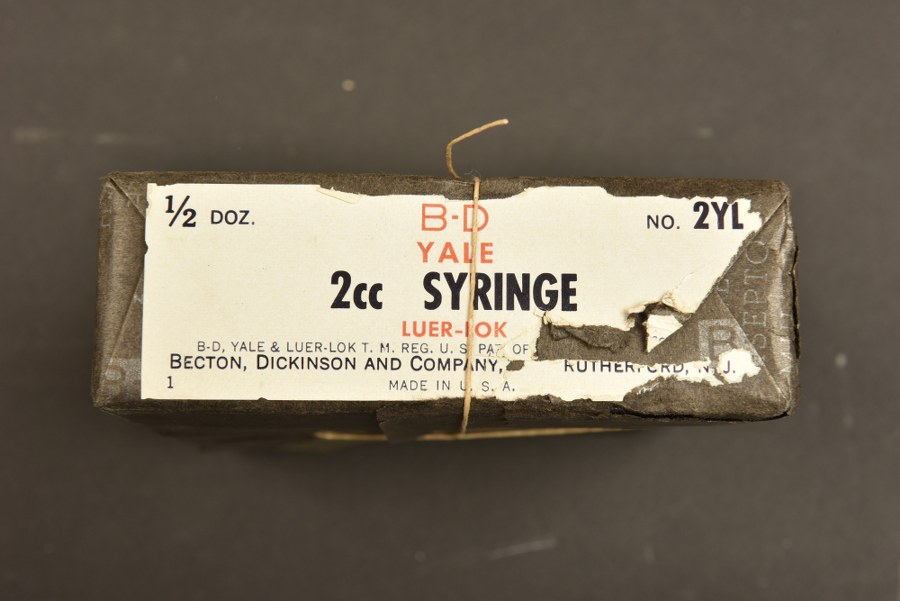 ½ DOZ. B-D NO. 2YL
YALE
2cc SYRINGE
LUER-LOK
B-D, YALE & LUER-LOK T. M. REG. U. S. PAT. OF
BECTON, DICKINSON AND COMPANY, RUTHERFORD, N. J.
1 MADE IN U. S. A.
SEPTO
B